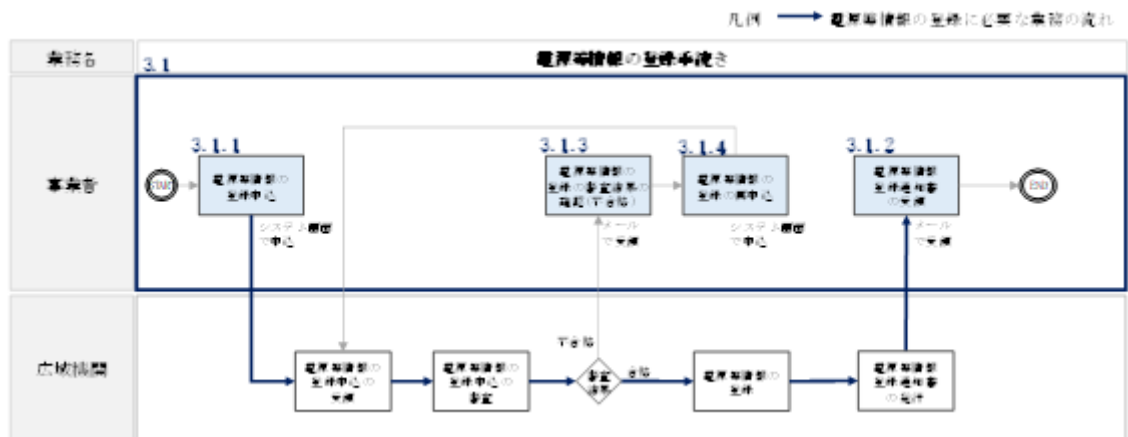 凡例 電源等情報の登録に必要な業務の流れ
業務名
3.1
電源等情報の登録手続き
事業者
START
3.1.1
電源等情報の
登録申込
システム画面
で申込
3.1.3
電源等情報の
登録の審査結果の
確認(不合格)
メール
で受領
3.1.4
電源等情報の
登録の再申込
システム画面
で申込
3.1.2
電源等情報
登録通知書
の受領
メール
で受領
END
広域機関
電源等情報の
登録申込の
受領
電源等情報の
登録申込の
審査
不合格
審査
結果
合格
電源等情報の
登録
電源等情報
登録通知書
の発行